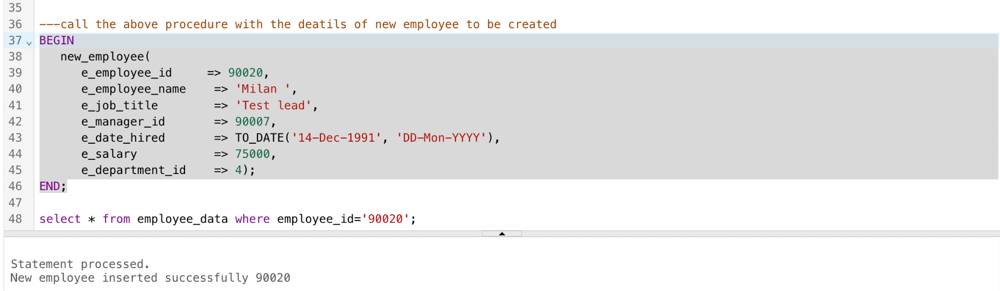 35
36 ---call the above procedure with the deatils of new employee to be created
37 BEGIN
38 new_employee(
39 e_employee_id => 90020,
40 e_employee_name => 'Milan ',
41 e_job_title => 'Test lead',
42 e_manager_id => 90007,
43 e_date_hired => TO_DATE('14-Dec-1991', 'DD-Mon-YYYY'),
44 e_salary => 75000,
45 e_department_id => 4);
46 END;
47
48 select * from employee_data where employee_id='90020';
Statement processed.
New employee inserted successfully 90020